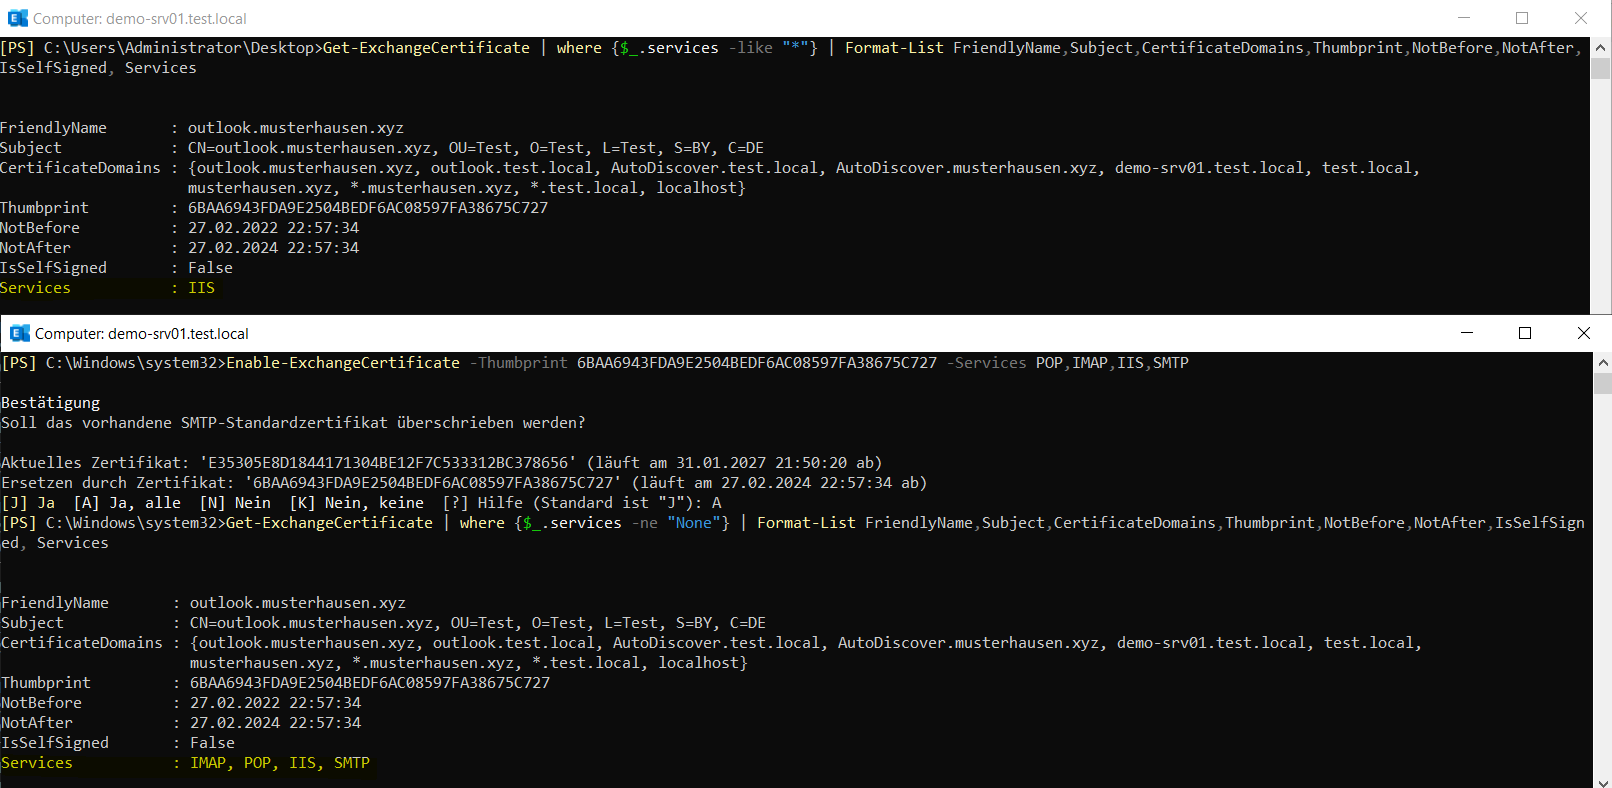 Computer: demo-srv01.test.local
[PS] C:\Users\Administrator\Desktop>Get-ExchangeCertificate | where {$_.services -like "*"} | Format-List FriendlyName,Subject,CertificateDomains,Thumbprint,NotBefore,NotAfter,
IsSelfSigned, Services
FriendlyName       : outlook.musterhausen.xyz
Subject            : CN=outlook.musterhausen.xyz, OU=Test, O=Test, L=Test, S=BY, C=DE
CertificateDomains : {outlook.musterhausen.xyz, outlook.test.local, AutoDiscover.test.local, AutoDiscover.musterhausen.xyz, demo-srv01.test.local, test.local,
                     musterhausen.xyz, *.musterhausen.xyz, *.test.local, localhost}
Thumbprint         : 6BAA6943FDA9E2504BEDF6AC08597FA38675C727
NotBefore          : 27.02.2022 22:57:34
NotAfter           : 27.02.2024 22:57:34
IsSelfSigned       : False
Services           : IIS
Computer: demo-srv01.test.local
[PS] C:\Windows\system32>Enable-ExchangeCertificate -Thumbprint 6BAA6943FDA9E2504BEDF6AC08597FA38675C727 -Services POP,IMAP,IIS,SMTP
Bestätigung
Soll das vorhandene SMTP-Standardzertifikat überschrieben werden?
Aktuelles Zertifikat: 'E35305E8D1844171304BE12F7C533312BC378656' (läuft am 31.01.2027 21:50:20 ab)
Ersetzen durch Zertifikat: '6BAA6943FDA9E2504BEDF6AC08597FA38675C727' (läuft am 27.02.2024 22:57:34 ab)
[J] Ja  [A] Ja, alle  [N] Nein  [K] Nein, keine  [?] Hilfe (Standard ist "J"): A
[PS] C:\Windows\system32>Get-ExchangeCertificate | where {$_.services -ne "None"} | Format-List FriendlyName,Subject,CertificateDomains,Thumbprint,NotBefore,NotAfter,IsSelfSign
ed, Services
FriendlyName       : outlook.musterhausen.xyz
Subject            : CN=outlook.musterhausen.xyz, OU=Test, O=Test, L=Test, S=BY, C=DE
CertificateDomains : {outlook.musterhausen.xyz, outlook.test.local, AutoDiscover.test.local, AutoDiscover.musterhausen.xyz, demo-srv01.test.local, test.local,
                     musterhausen.xyz, *.musterhausen.xyz, *.test.local, localhost}
Thumbprint         : 6BAA6943FDA9E2504BEDF6AC08597FA38675C727
NotBefore          : 27.02.2022 22:57:34
NotAfter           : 27.02.2024 22:57:34
IsSelfSigned       : False
Services           : IMAP, POP, IIS, SMTP